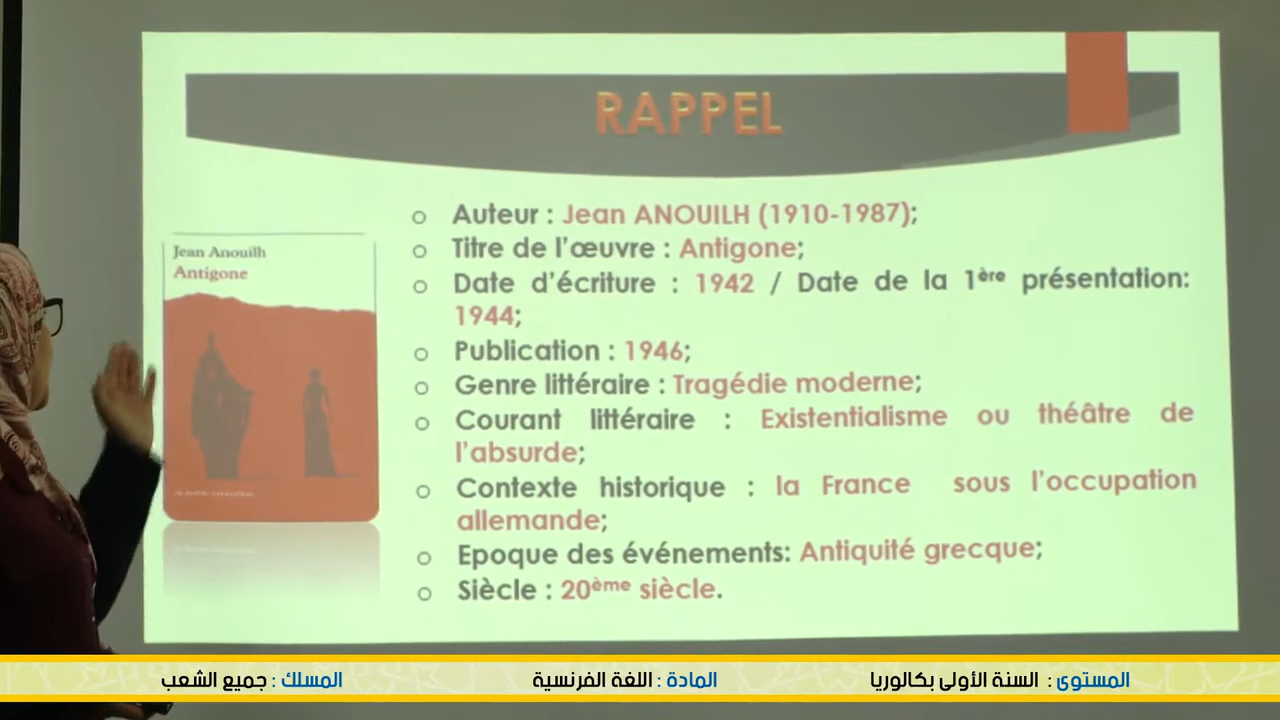 RAPPEL
Jean Anouilh
Antigone
o Auteur : Jean ANOUILH (1910-1987);
o Titre de l'œuvre : Antigone;
o Date d'écriture : 1942 / Date de la 1ère présentation:
1944;
o Publication : 1946;
o Genre littéraire : Tragédie moderne;
o Courant littéraire : Existentialisme ou théâtre de
l'absurde;
o Contexte historique : la France sous l'occupation
allemande;
o Epoque des événements: Antiquité grecque;
o Siècle : 20ème siècle.
المستوى : السنة الأولى بكالوريا
المادة : اللغة الفرنسية
المسلك : جميع الشعب